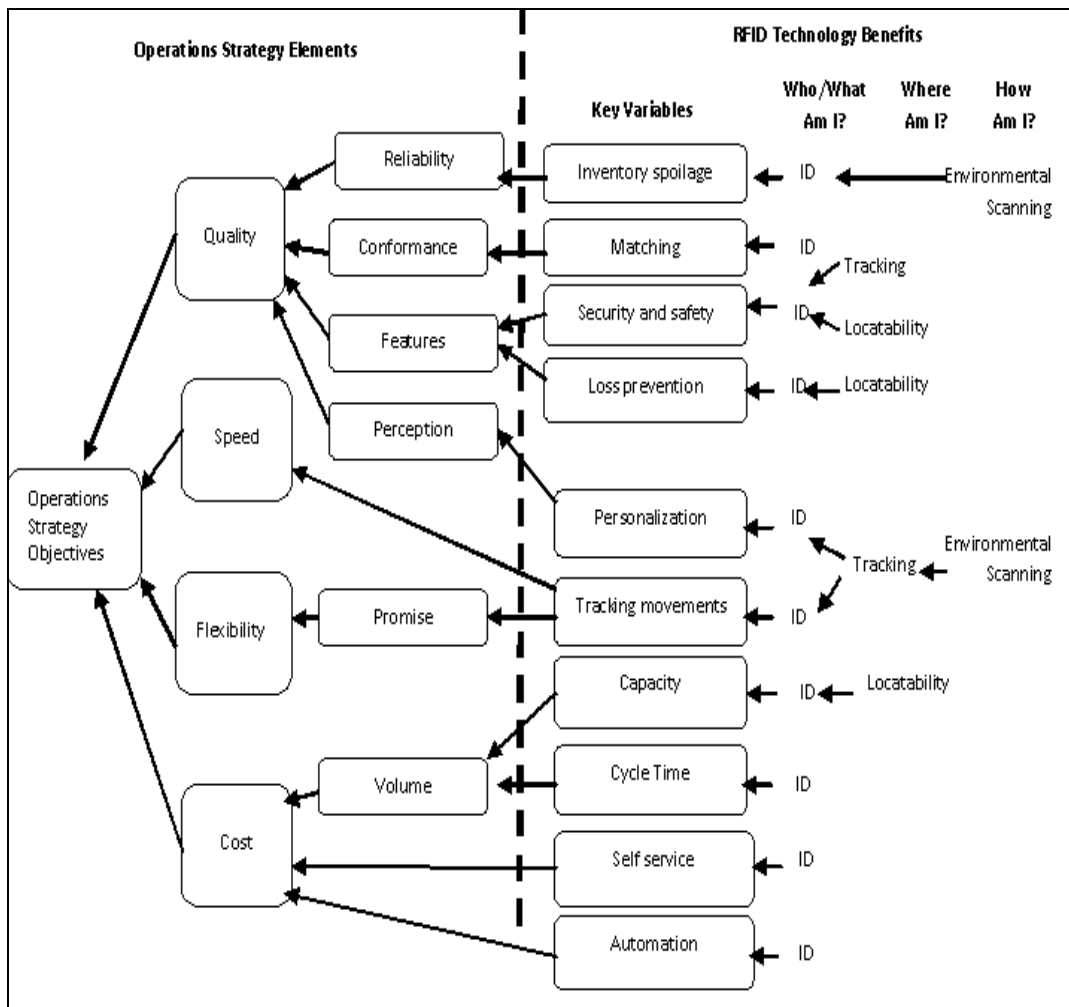 Operations Strategy Elements
RFID Technology Benefits
Key Variables
Who/What
Am I?
Where
Am I?
How
Am I?
Reliability
Inventory spoilage
ID
Environmental
Scanning
Quality
Conformance
Matching
ID
Tracking
Features
Security and safety
ID
Locatability
Loss prevention
ID
Locatability
Speed
Perception
Operations
Strategy
Objectives
Personalization
ID
Tracking
Environmental
Scanning
Flexibility
Promise
Tracking movements
ID
Capacity
ID
Locatability
Volume
Cycle Time
ID
Cost
Self service
ID
Automation
ID